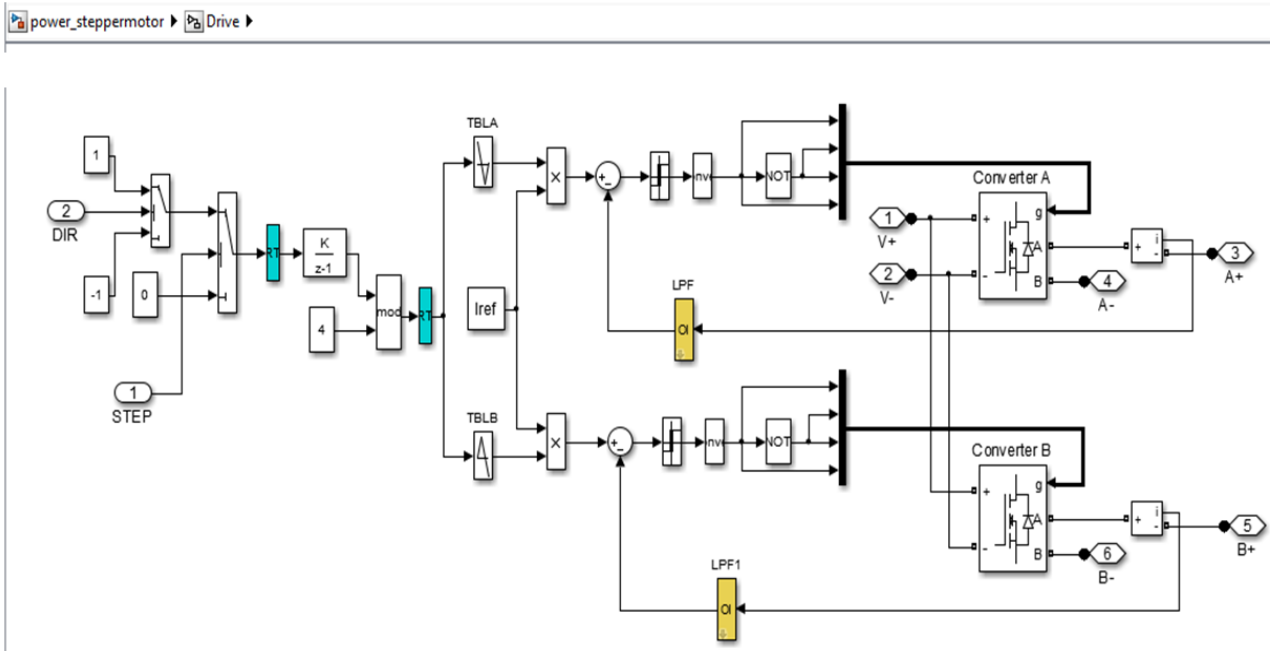 power_steppermotor Drive
1
2
DIR
-1
0
1
STEP
RT
K
z-1
4
mod
RT
TBLA
X
+
-
nv
NOT
Iref
LPF
TBLB
X
+
-
nv
NOT
LPF1
Converter A
1
V+
2
V-
+
-
g
A
B
+
i
-
3
A+
4
A-
Converter B
+
-
g
A
B
+
i
-
5
B+
6
B-